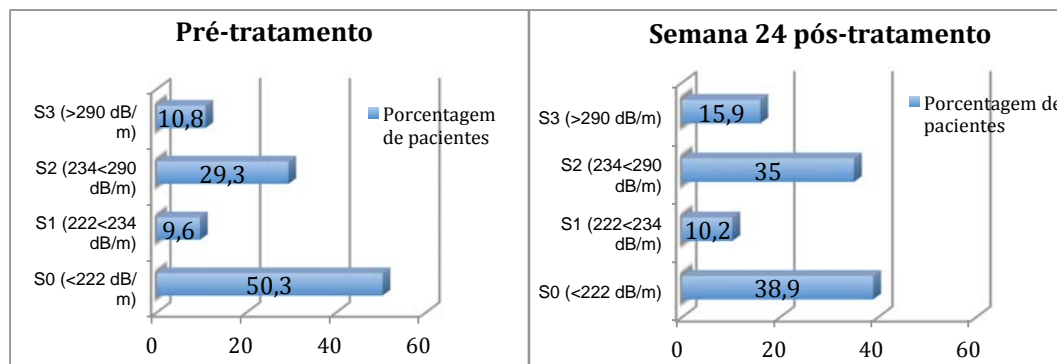 Pré-tratamento
S3 (>290 dB/
m)
10,8
S2 (234<290
dB/m)
29,3
S1 (222<234
dB/m)
9,6
S0 (<222 dB/
m)
50,3
Porcentagem
de pacientes
0 20 40 60
Semana 24 pós-tratamento
S3 (>290 dB/m)
15,9
S2 (234<290
dB/m)
35
S1 (222<234
dB/m)
10,2
S0 (<222 dB/m)
38,9
Porcentagem de
pacientes
0 20 40 60